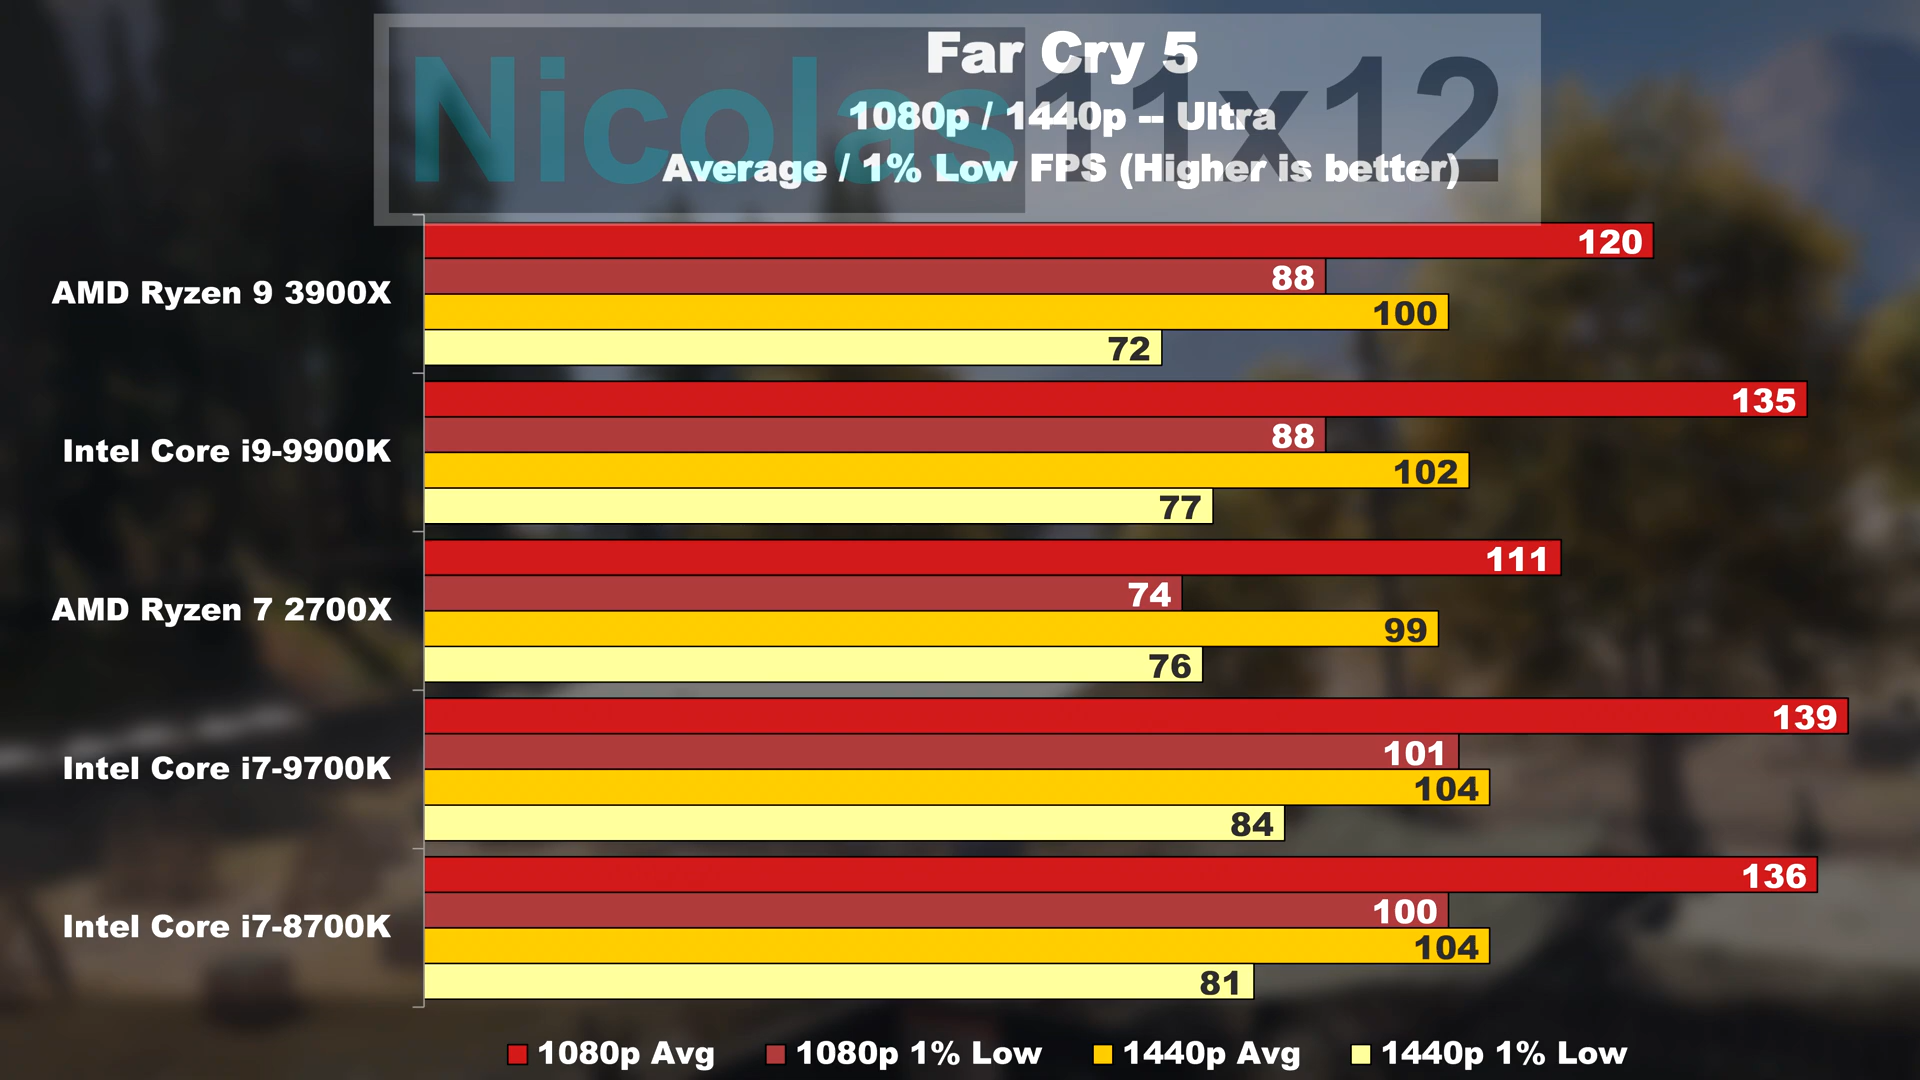 Nicolas11x12
Far Cry 5
1080p / 1440p -- Ultra
Average / 1% Low FPS (Higher is better)
AMD Ryzen 9 3900X
120
88
100
72
Intel Core i9-9900K
135
88
102
77
AMD Ryzen 7 2700X
111
74
99
76
Intel Core i7-9700K
139
101
104
84
Intel Core i7-8700K
136
100
104
81
1080p Avg 1080p 1% Low 1440p Avg 1440p 1% Low